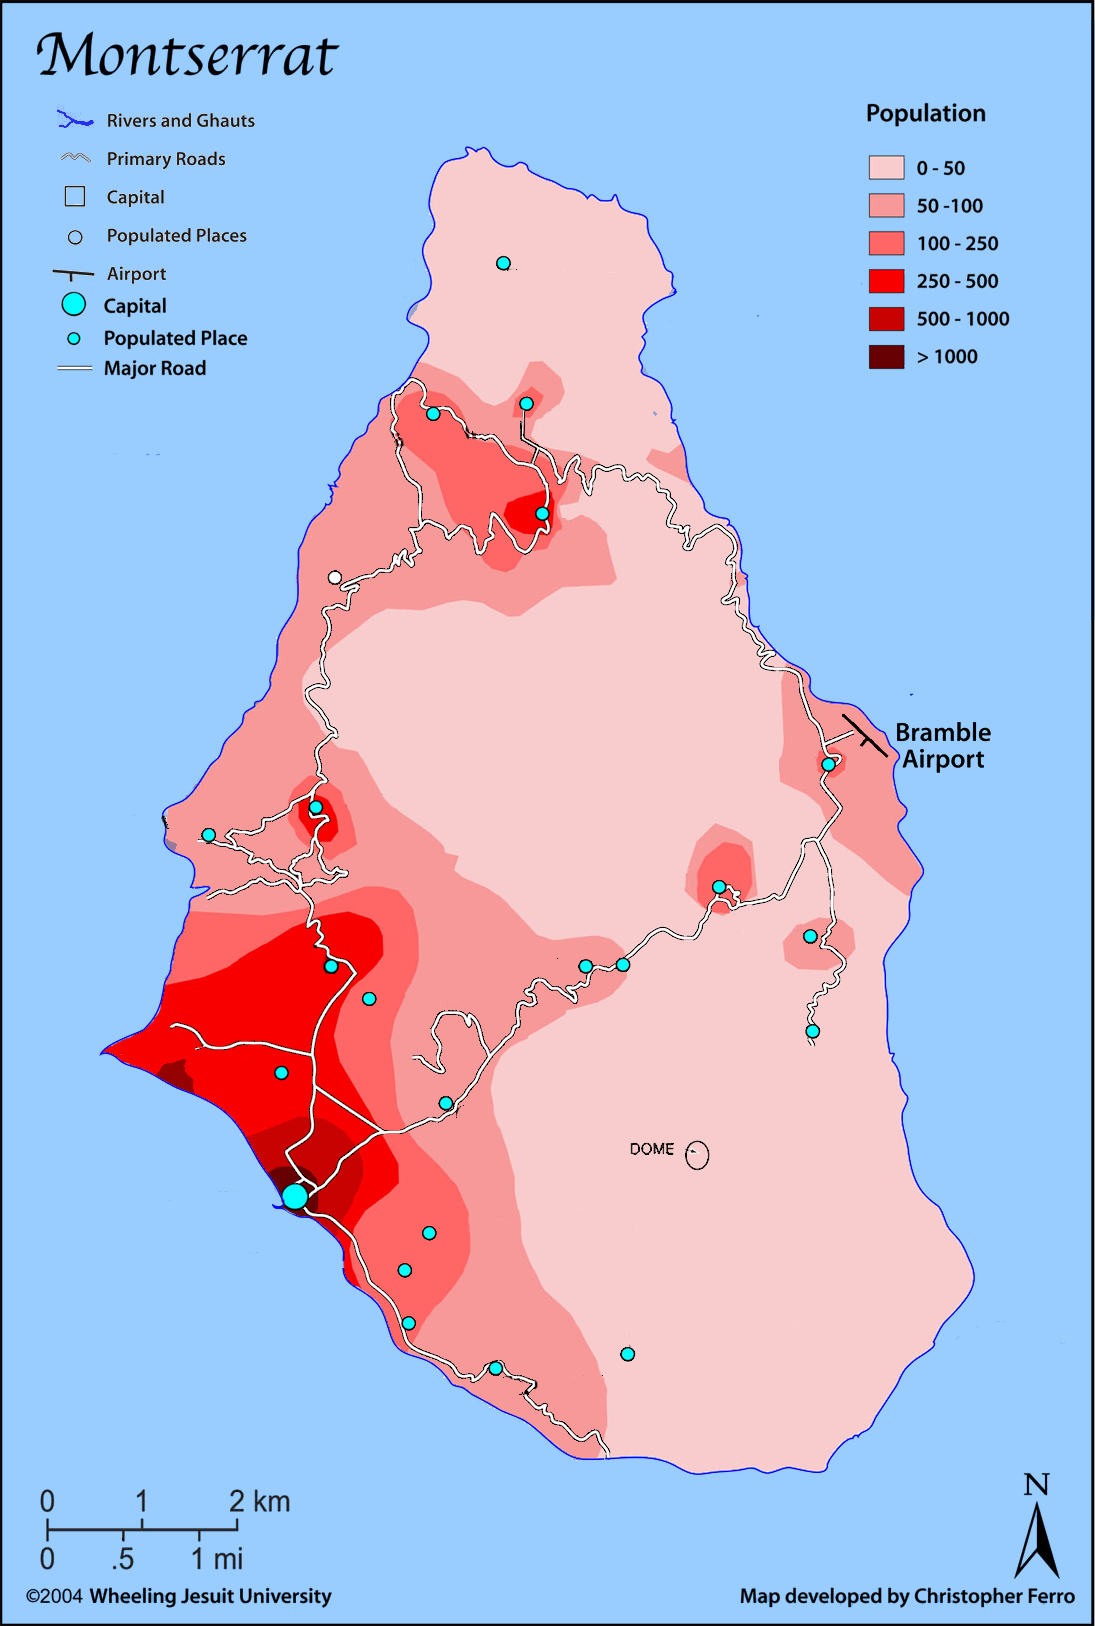 Montserrat
Rivers and Ghauts
Primary Roads
Capital
Populated Places
Airport
Capital
Populated Place
Major Road
Population
0 - 50
50 -100
100 - 250
250 - 500
500 - 1000
> 1000
Bramble
Airport
DOME
N
0 1 2 km
0 .5 1 mi
©2004 Wheeling Jesuit University
Map developed by Christopher Ferro